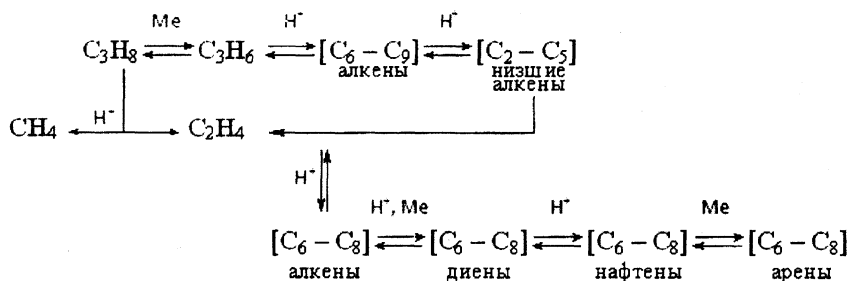 Me H⁺ H⁺
C₃H₈ C₃H₆ [C₆ – C₉] [C₂ – C₅]
алкены низшие
алкены
CH₄ H⁺ C₂H₄
H⁺
H⁺, Me H⁺ Me
[C₆ – C₈] [C₆ – C₈] [C₆ – C₈] [C₆ – C₈]
алкены диены нафтены арены